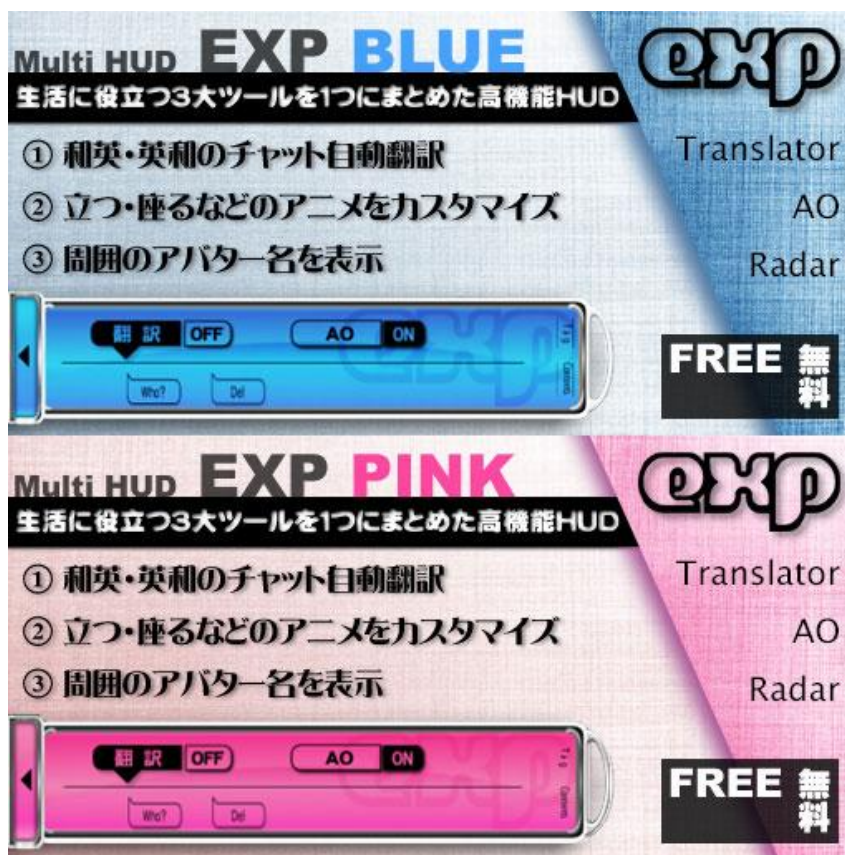 Multi HUD EXP BLUE
exp
生活に役立つ3大ツールを1つにまとめた高機能HUD
① 和英・英和のチャット自動翻訳
Translator
② 立つ・座るなどのアニメをカスタマイズ
AO
③ 周囲のアバター名を表示
Radar
翻訳 OFF
AO ON
exp
Tag
Comments
Who?
Del
FREE 無料
Multi HUD EXP PINK
exp
生活に役立つ3大ツールを1つにまとめた高機能HUD
① 和英・英和のチャット自動翻訳
Translator
② 立つ・座るなどのアニメをカスタマイズ
AO
③ 周囲のアバター名を表示
Radar
翻訳 OFF
AO ON
exp
Tag
Who?
Del
FREE 無料